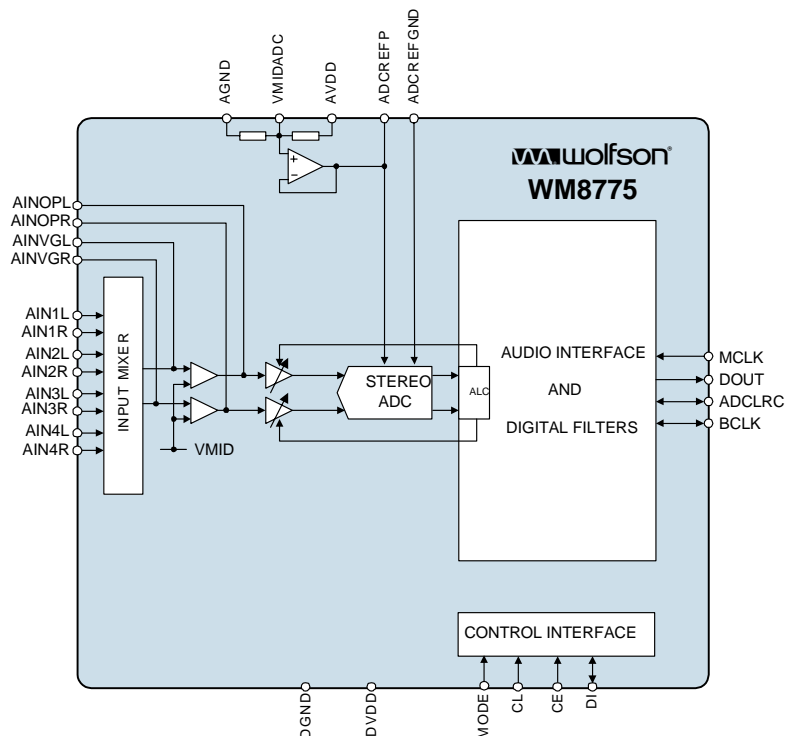 AGND
VMIDADC
AVDD
ADCREFP
ADCREFGND
wolfson®
WM8775
AINOPL
AINOPR
AINVGL
AINVGR
AIN1L
AIN1R
AIN2L
AIN2R
AIN3L
AIN3R
AIN4L
AIN4R
INPUT MIXER
+
−
VMID
STEREO
ADC
ALC
AUDIO INTERFACE
AND
DIGITAL FILTERS
MCLK
DOUT
ADCLRC
BCLK
CONTROL INTERFACE
DGND
DVDD
MODE
CL
CE
DI